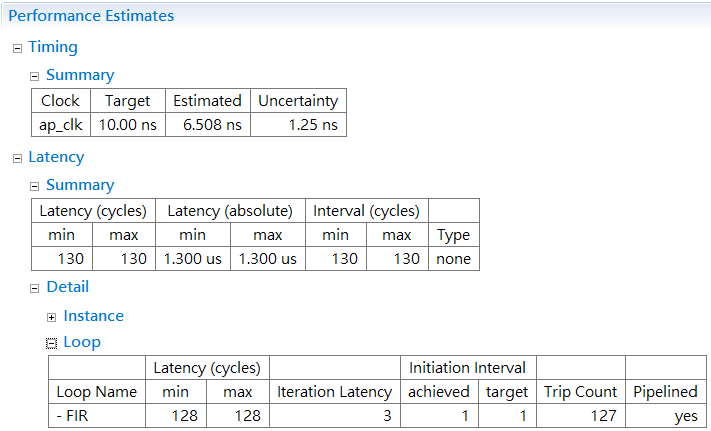 Performance Estimates
Timing
Summary
Clock Target Estimated Uncertainty
ap_clk 10.00 ns 6.508 ns 1.25 ns
Latency
Summary
Latency (cycles) Latency (absolute) Interval (cycles)
min max min max min max Type
130 130 1.300 us 1.300 us 130 130 none
Detail
Instance
Loop
Latency (cycles) Initiation Interval
Loop Name min max Iteration Latency achieved target Trip Count Pipelined
- FIR 128 128 3 1 1 127 yes